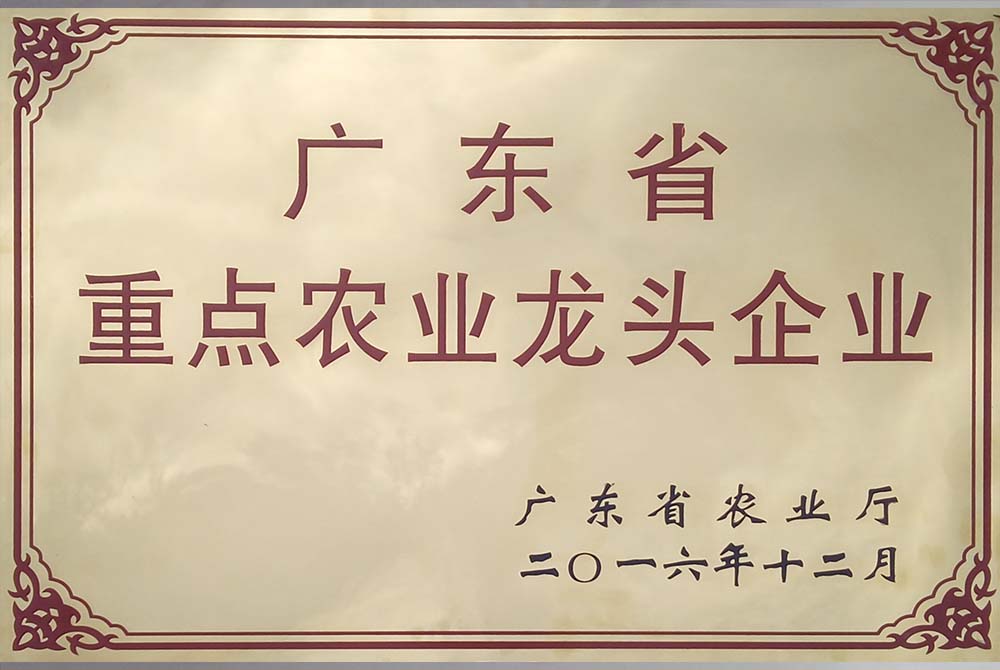 广东省
重点农业龙头企业
广东省农业厅
二〇一六年十二月